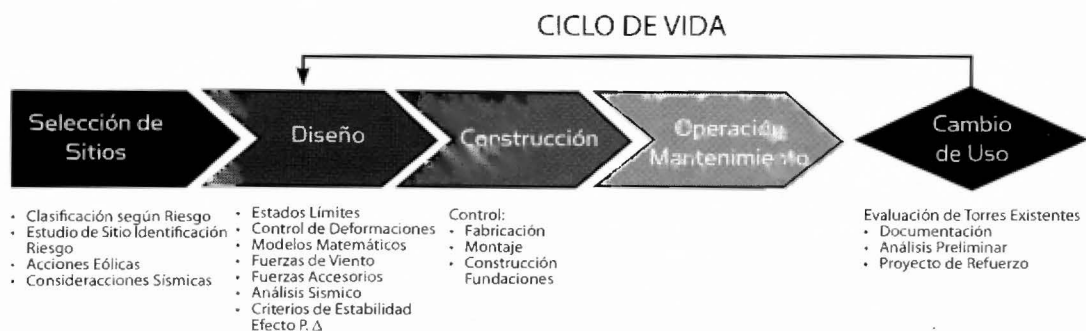 CICLO DE VIDA
Selección de
Sitios
Diseño
Construcción
Operación
Mantenimiento
Cambio
de Uso
• Clasificación según Riesgo
• Estudio de Sitio Identificación
Riesgo
• Acciones Eólicas
• Consideracciones Sísmicas
• Estados Límites
• Control de Deformaciones
• Modelos Matemáticos
• Fuerzas de Viento
• Fuerzas Accesorios
• Análisis Sismico
• Criterios de Estabilidad
Efecto P. Δ
Control:
• Fabricación
• Montaje
• Construcción
Fundaciones
Evaluación de Torres Existentes
• Documentación
• Análisis Preliminar
• Proyecto de Refuerzo